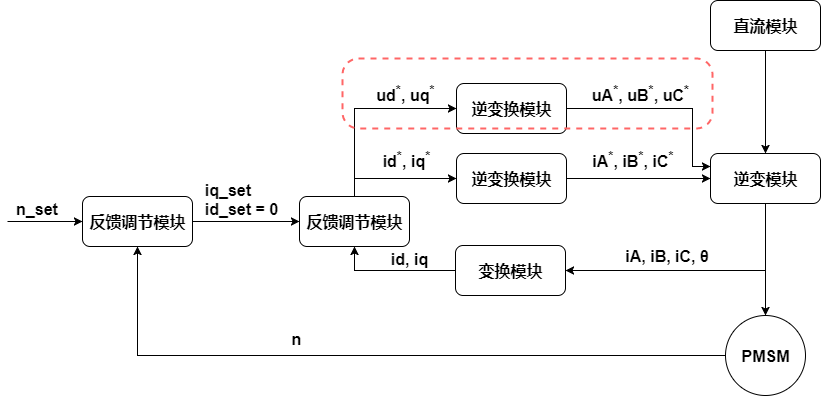 直流模块
ud*, uq*
逆变换模块
uA*, uB*, uC*
id*, iq*
逆变换模块
iA*, iB*, iC*
逆变模块
n_set
反馈调节模块
iq_set
id_set = 0
反馈调节模块
id, iq
变换模块
iA, iB, iC, θ
n
PMSM